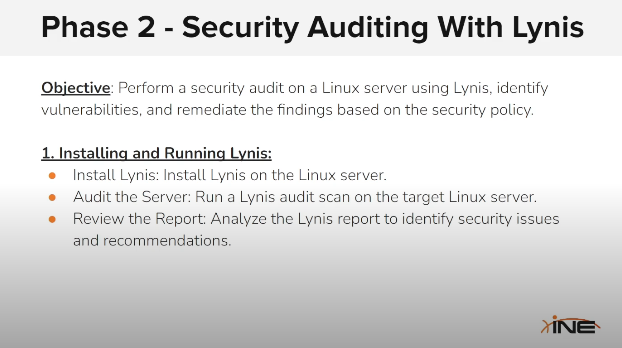 Phase 2 - Security Auditing With Lynis
Objective: Perform a security audit on a Linux server using Lynis, identify
vulnerabilities, and remediate the findings based on the security policy.
1. Installing and Running Lynis:
● Install Lynis: Install Lynis on the Linux server.
● Audit the Server: Run a Lynis audit scan on the target Linux server.
● Review the Report: Analyze the Lynis report to identify security issues
and recommendations.
INE